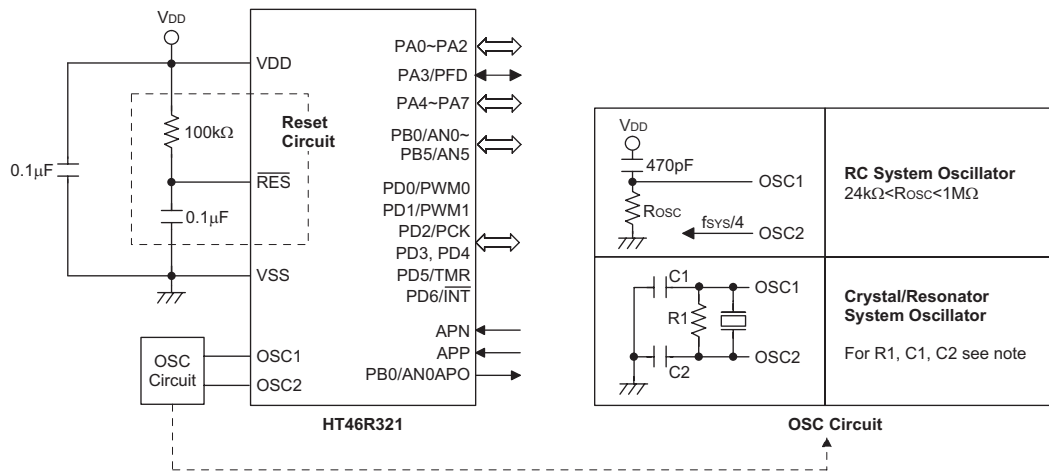 VDD
VDD
PA0~PA2
PA3/PFD
PA4~PA7
Reset
Circuit
100kΩ
PB0/AN0~
PB5/AN5
0.1µF
RES
PD0/PWM0
PD1/PWM1
0.1µF
PD2/PCK
PD3, PD4
VSS
PD5/TMR
PD6/INT
APN
OSC
Circuit
OSC1
APP
OSC2
PB0/AN0APO
HT46R321
VDD
470pF
OSC1
ROSC
fSYS/4
OSC2
RC System Oscillator
24kΩ<ROSC<1MΩ
C1
OSC1
R1
OSC2
C2
Crystal/Resonator
System Oscillator
For R1, C1, C2 see note
OSC Circuit